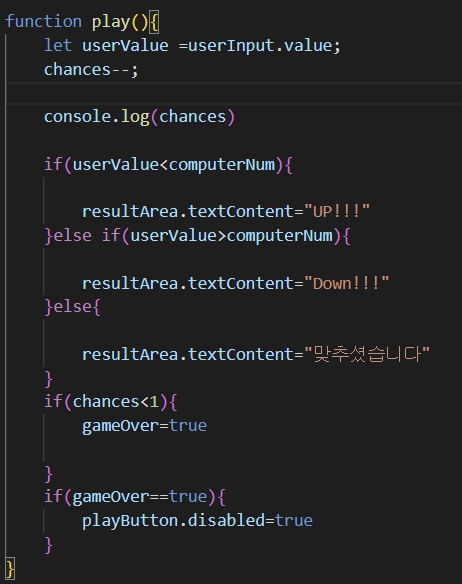 function play(){
let userValue =userInput.value;
chances--;
console.log(chances)
if(userValue<computerNum){
resultArea.textContent="UP!!!"
}else if(userValue>computerNum){
resultArea.textContent="Down!!!"
}else{
resultArea.textContent="맞추셨습니다"
}
if(chances<1){
gameOver=true
}
if(gameOver==true){
playButton.disabled=true
}
}